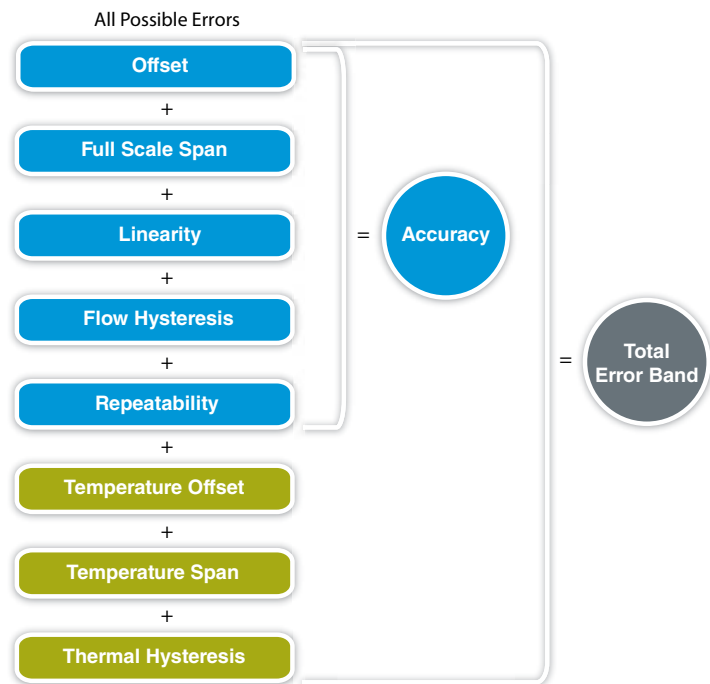 All Possible Errors
Offset
+
Full Scale Span
+
Linearity
+
Flow Hysteresis
+
Repeatability
+
Temperature Offset
+
Temperature Span
+
Thermal Hysteresis
=
Accuracy
=
Total
Error Band